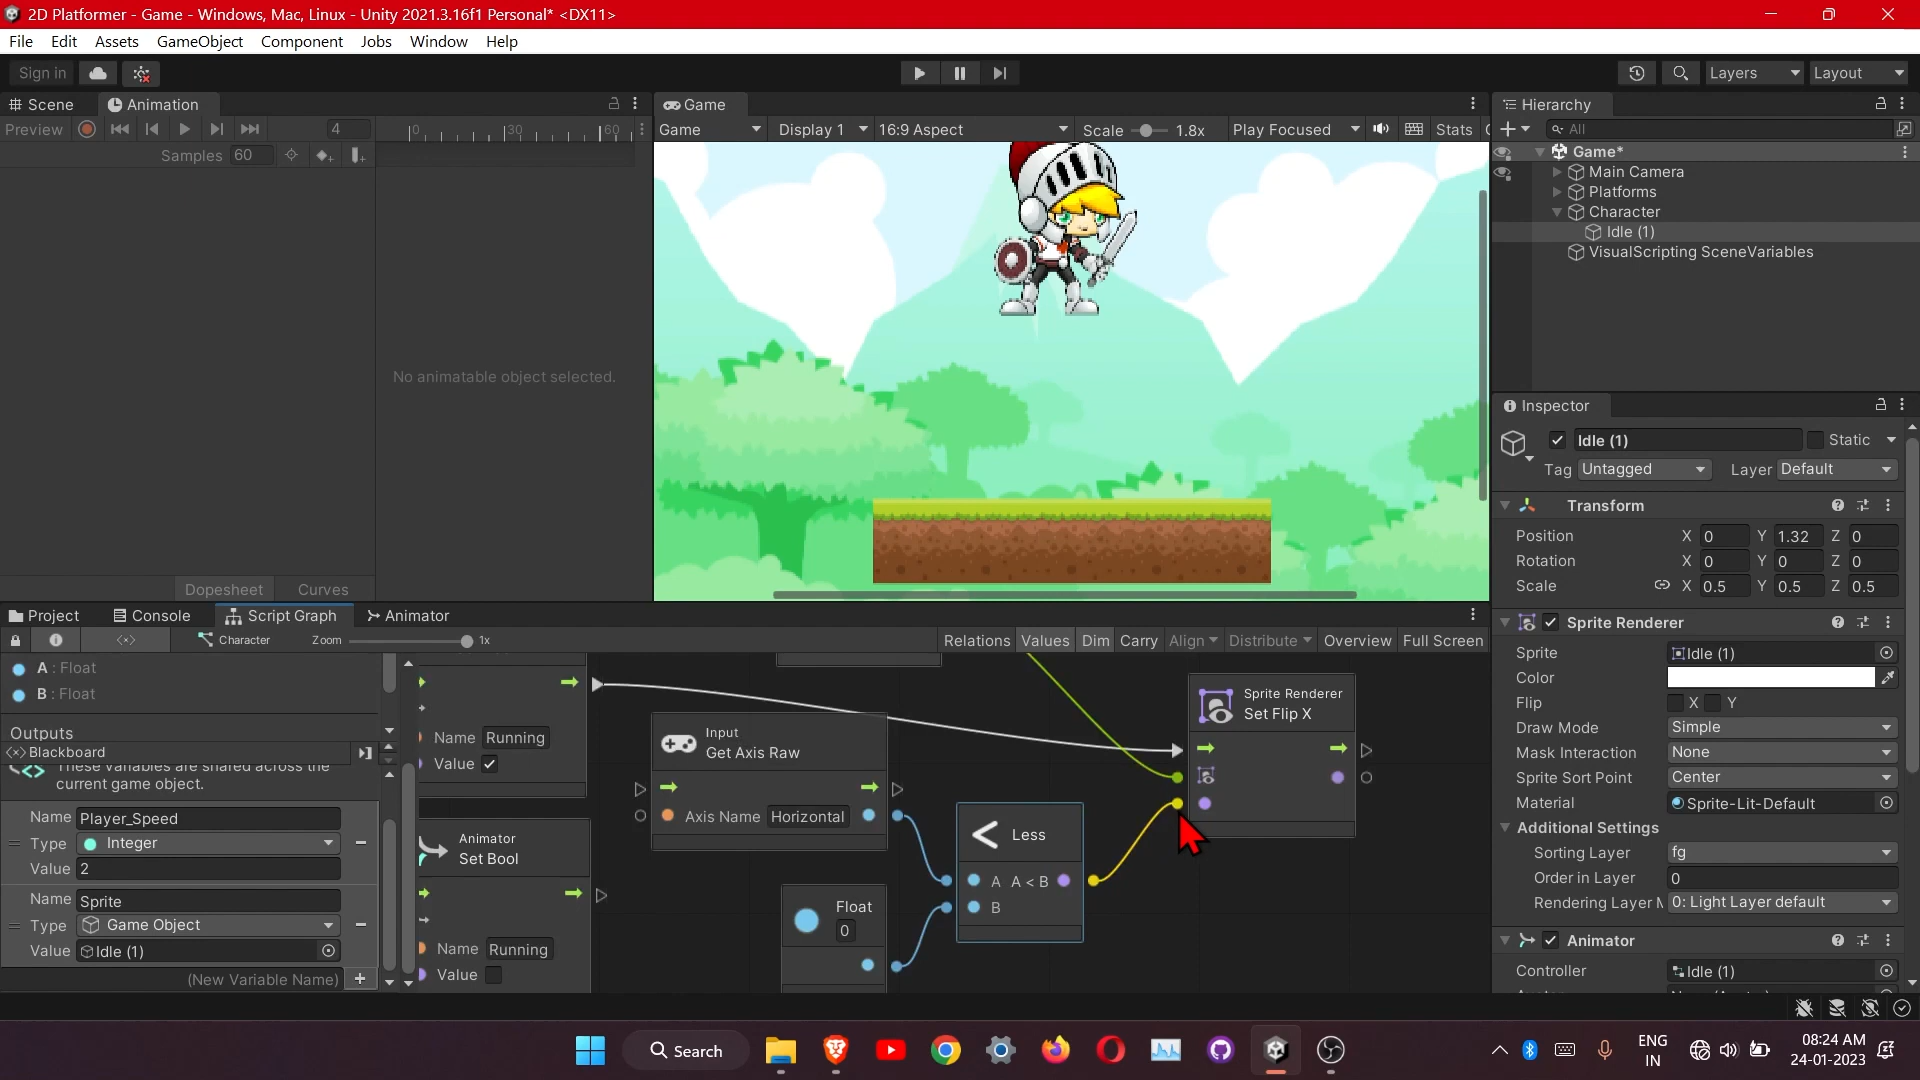 2D Platformer - Game - Windows, Mac, Linux - Unity 2021.3.16f1 Personal* <DX11>
File Edit Assets GameObject Component Jobs Window Help
Sign in Layers Layout
Scene Animation
Preview 4 0 30 60
Samples 60
No animatable object selected.
Dopesheet Curves
Game
Game Display 1 16:9 Aspect Scale 1.8x Play Focused Stats
Hierarchy
All
Game*
Main Camera
Platforms
Character
Idle (1)
VisualScripting SceneVariables
Inspector
Idle (1) Static
Tag Untagged Layer Default
Transform
Position X 0 Y 1.32 Z 0
Rotation X 0 Y 0 Z 0
Scale X 0.5 Y 0.5 Z 0.5
Sprite Renderer
Sprite Idle (1)
Color
Flip X Y
Draw Mode Simple
Mask Interaction None
Sprite Sort Point Center
Material Sprite-Lit-Default
Additional Settings
Sorting Layer fg
Order in Layer 0
Rendering Layer 0: Light Layer default
Animator
Controller Idle (1)
Project Console Script Graph Animator
Character Zoom 1x Relations Values Dim Carry Align Distribute Overview Full Screen
A : Float
B : Float
Outputs
<x> Blackboard
These variables are shared across the
current game object.
Name Player_Speed
Type Integer
Value 2
Name Sprite
Type Game Object
Value Idle (1)
(New Variable Name)
Name Running
Value
Animator
Set Bool
Name Running
Value
Input
Get Axis Raw
Axis Name Horizontal
Float
0
Less
A A < B
B
Sprite Renderer
Set Flip X
Search
ENG
IN
08:24 AM
24-01-2023